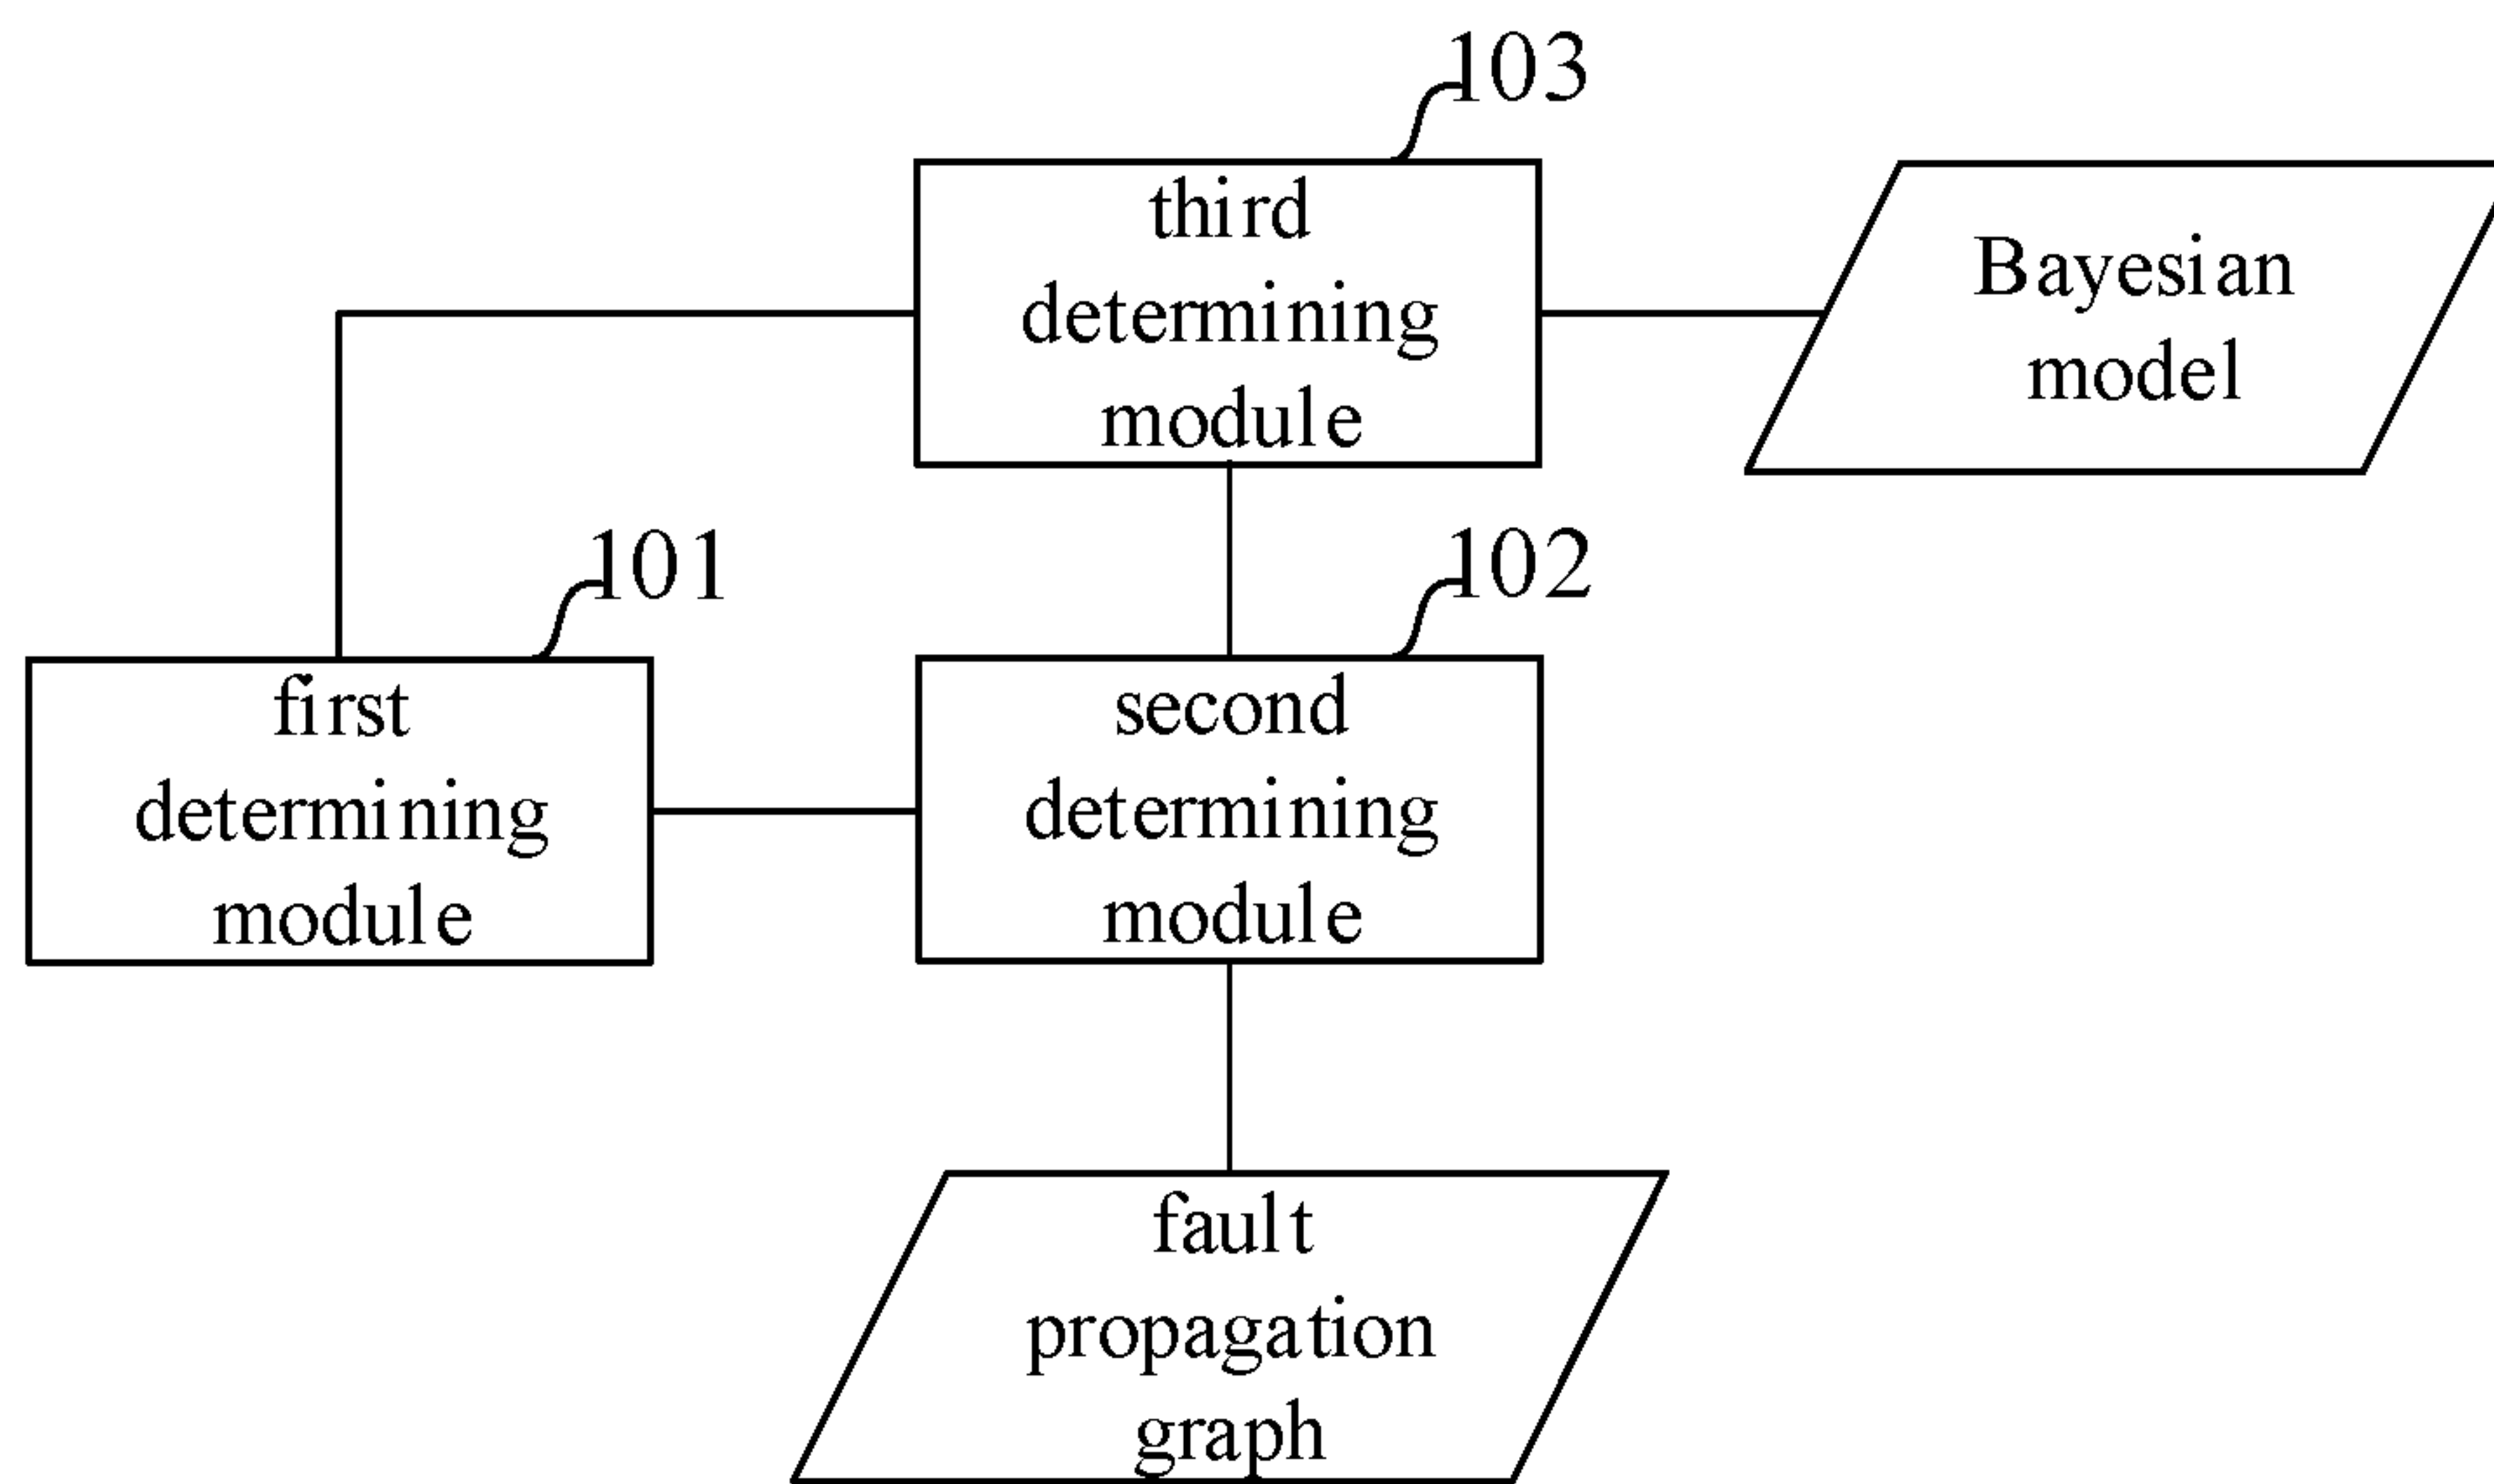 103
third
determining
module
Bayesian
model
101
first
determining
module
102
second
determining
module
fault
propagation
graph